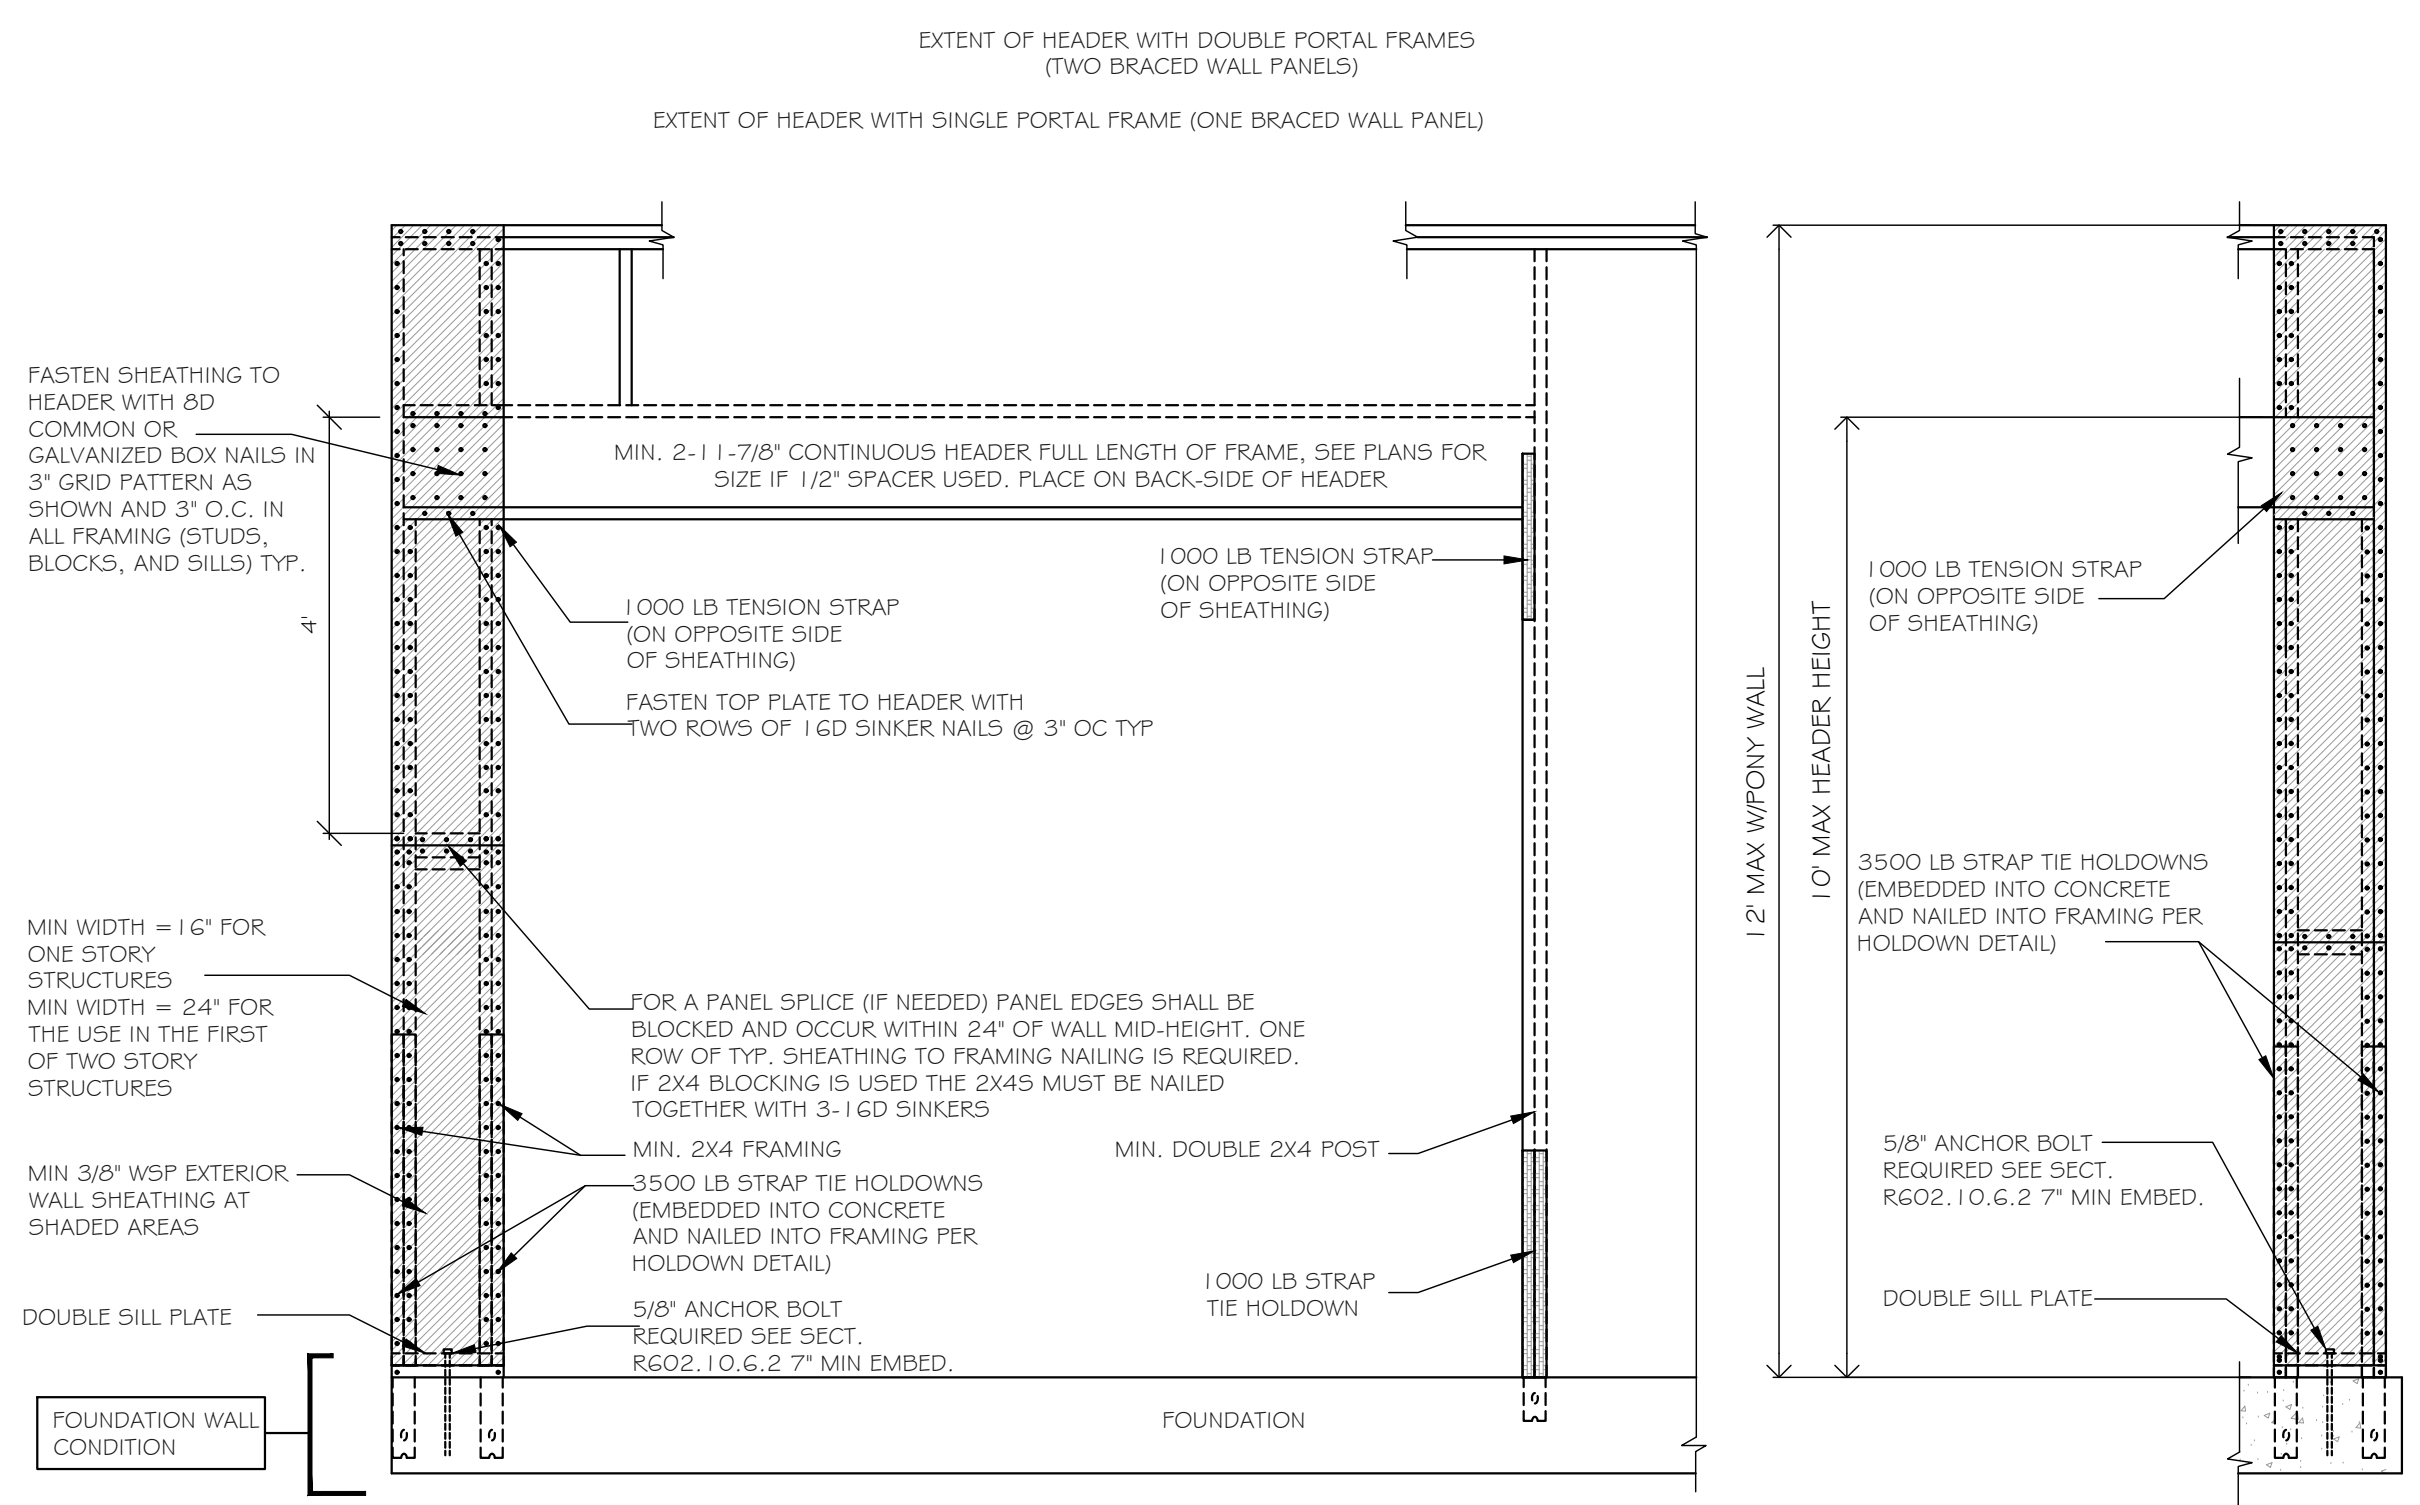 EXTENT OF HEADER WITH DOUBLE PORTAL FRAMES
(TWO BRACED WALL PANELS)
EXTENT OF HEADER WITH SINGLE PORTAL FRAME (ONE BRACED WALL PANEL)
FASTEN SHEATHING TO
HEADER WITH 8D
COMMON OR
GALVANIZED BOX NAILS IN
3" GRID PATTERN AS
SHOWN AND 3" O.C. IN
ALL FRAMING (STUDS,
BLOCKS, AND SILLS) TYP.
4'
MIN WIDTH = 16" FOR
ONE STORY
STRUCTURES
MIN WIDTH = 24" FOR
THE USE IN THE FIRST
OF TWO STORY
STRUCTURES
MIN 3/8" WSP EXTERIOR
WALL SHEATHING AT
SHADED AREAS
DOUBLE SILL PLATE
FOUNDATION WALL
CONDITION
MIN. 2-11-7/8" CONTINUOUS HEADER FULL LENGTH OF FRAME, SEE PLANS FOR
SIZE IF 1/2" SPACER USED. PLACE ON BACK-SIDE OF HEADER
1000 LB TENSION STRAP
(ON OPPOSITE SIDE
OF SHEATHING)
FASTEN TOP PLATE TO HEADER WITH
TWO ROWS OF 16D SINKER NAILS @ 3" OC TYP
1000 LB TENSION STRAP
(ON OPPOSITE SIDE
OF SHEATHING)
FOR A PANEL SPLICE (IF NEEDED) PANEL EDGES SHALL BE
BLOCKED AND OCCUR WITHIN 24" OF WALL MID-HEIGHT. ONE
ROW OF TYP. SHEATHING TO FRAMING NAILING IS REQUIRED.
IF 2X4 BLOCKING IS USED THE 2X4S MUST BE NAILED
TOGETHER WITH 3-16D SINKERS
MIN. 2X4 FRAMING
3500 LB STRAP TIE HOLDOWNS
(EMBEDDED INTO CONCRETE
AND NAILED INTO FRAMING PER
HOLDOWN DETAIL)
5/8" ANCHOR BOLT
REQUIRED SEE SECT.
R602.10.6.2 7" MIN EMBED.
MIN. DOUBLE 2X4 POST
1000 LB STRAP
TIE HOLDOWN
FOUNDATION
12' MAX W/PONY WALL
10' MAX HEADER HEIGHT
1000 LB TENSION STRAP
(ON OPPOSITE SIDE
OF SHEATHING)
3500 LB STRAP TIE HOLDOWNS
(EMBEDDED INTO CONCRETE
AND NAILED INTO FRAMING PER
HOLDOWN DETAIL)
5/8" ANCHOR BOLT
REQUIRED SEE SECT.
R602.10.6.2 7" MIN EMBED.
DOUBLE SILL PLATE